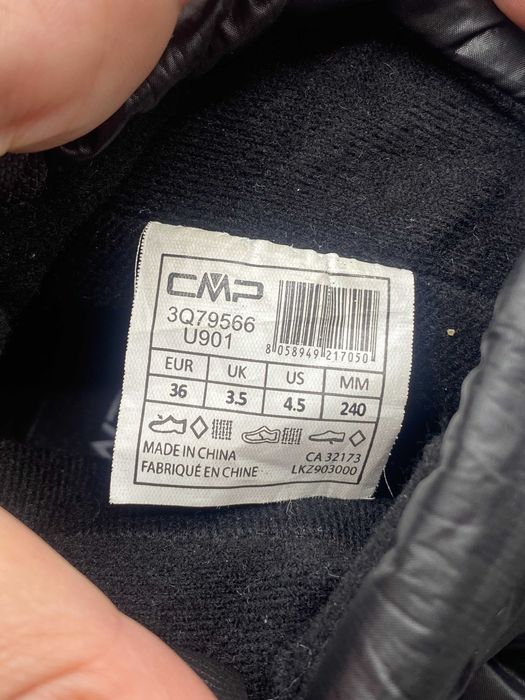 CMP
3Q79566
U901
8 058949 217050
EUR UK US MM
36 3.5 4.5 240
MADE IN CHINA
FABRIQUÉ EN CHINE
CA 32173
LKZ903000